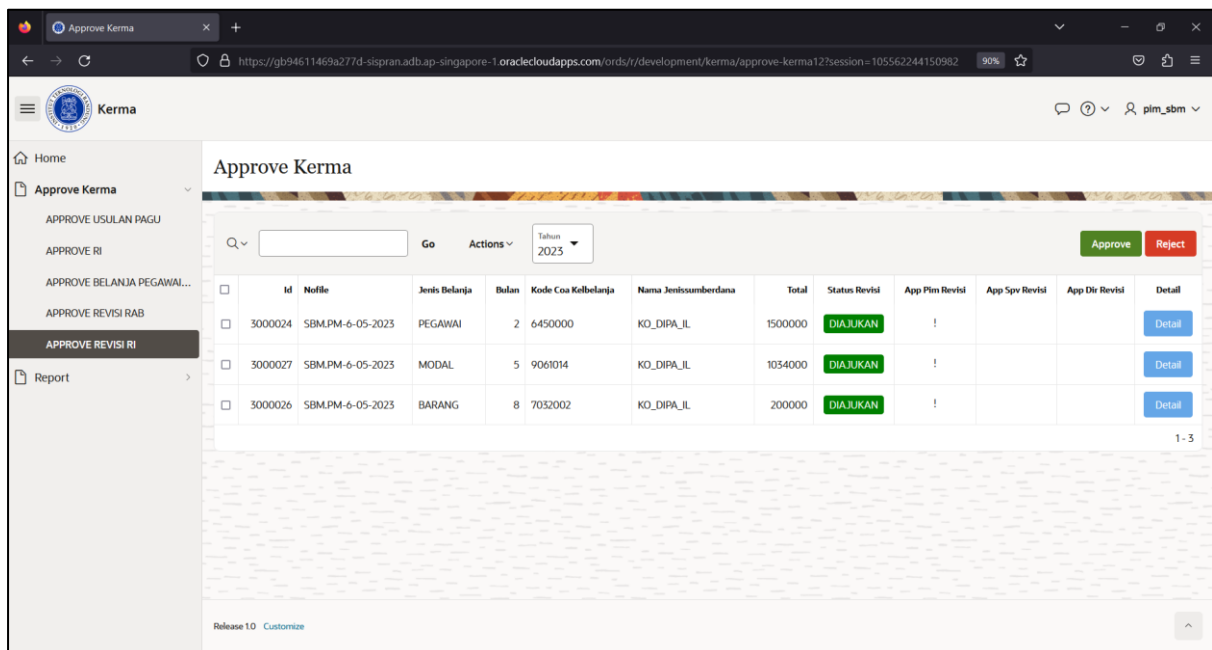 Approve Kerma
https://gb94611469a277d-sispran.adb.ap-singapore-1.oraclecloudapps.com/ords/r/development/kerma/approve-kerma12?session=105562244150982 90%
Kerma
pim_sbm
Home
Approve Kerma
APPROVE USULAN PAGU
APPROVE RI
APPROVE BELANJA PEGAWAI...
APPROVE REVISI RAB
APPROVE REVISI RI
Report
Approve Kerma
Go Actions Tahun 2023 Approve Reject
Id Nofile Jenis Belanja Bulan Kode Coa Kelbelanja Nama Jenissumberdana Total Status Revisi App Pim Revisi App Spv Revisi App Dir Revisi Detail
3000024 SBM.PM-6-05-2023 PEGAWAI 2 6450000 KO_DIPA_IL 1500000 DIAJUKAN ! Detail
3000027 SBM.PM-6-05-2023 MODAL 5 9061014 KO_DIPA_IL 1034000 DIAJUKAN ! Detail
3000026 SBM.PM-6-05-2023 BARANG 8 7032002 KO_DIPA_IL 200000 DIAJUKAN ! Detail
1 - 3
Release 1.0 Customize